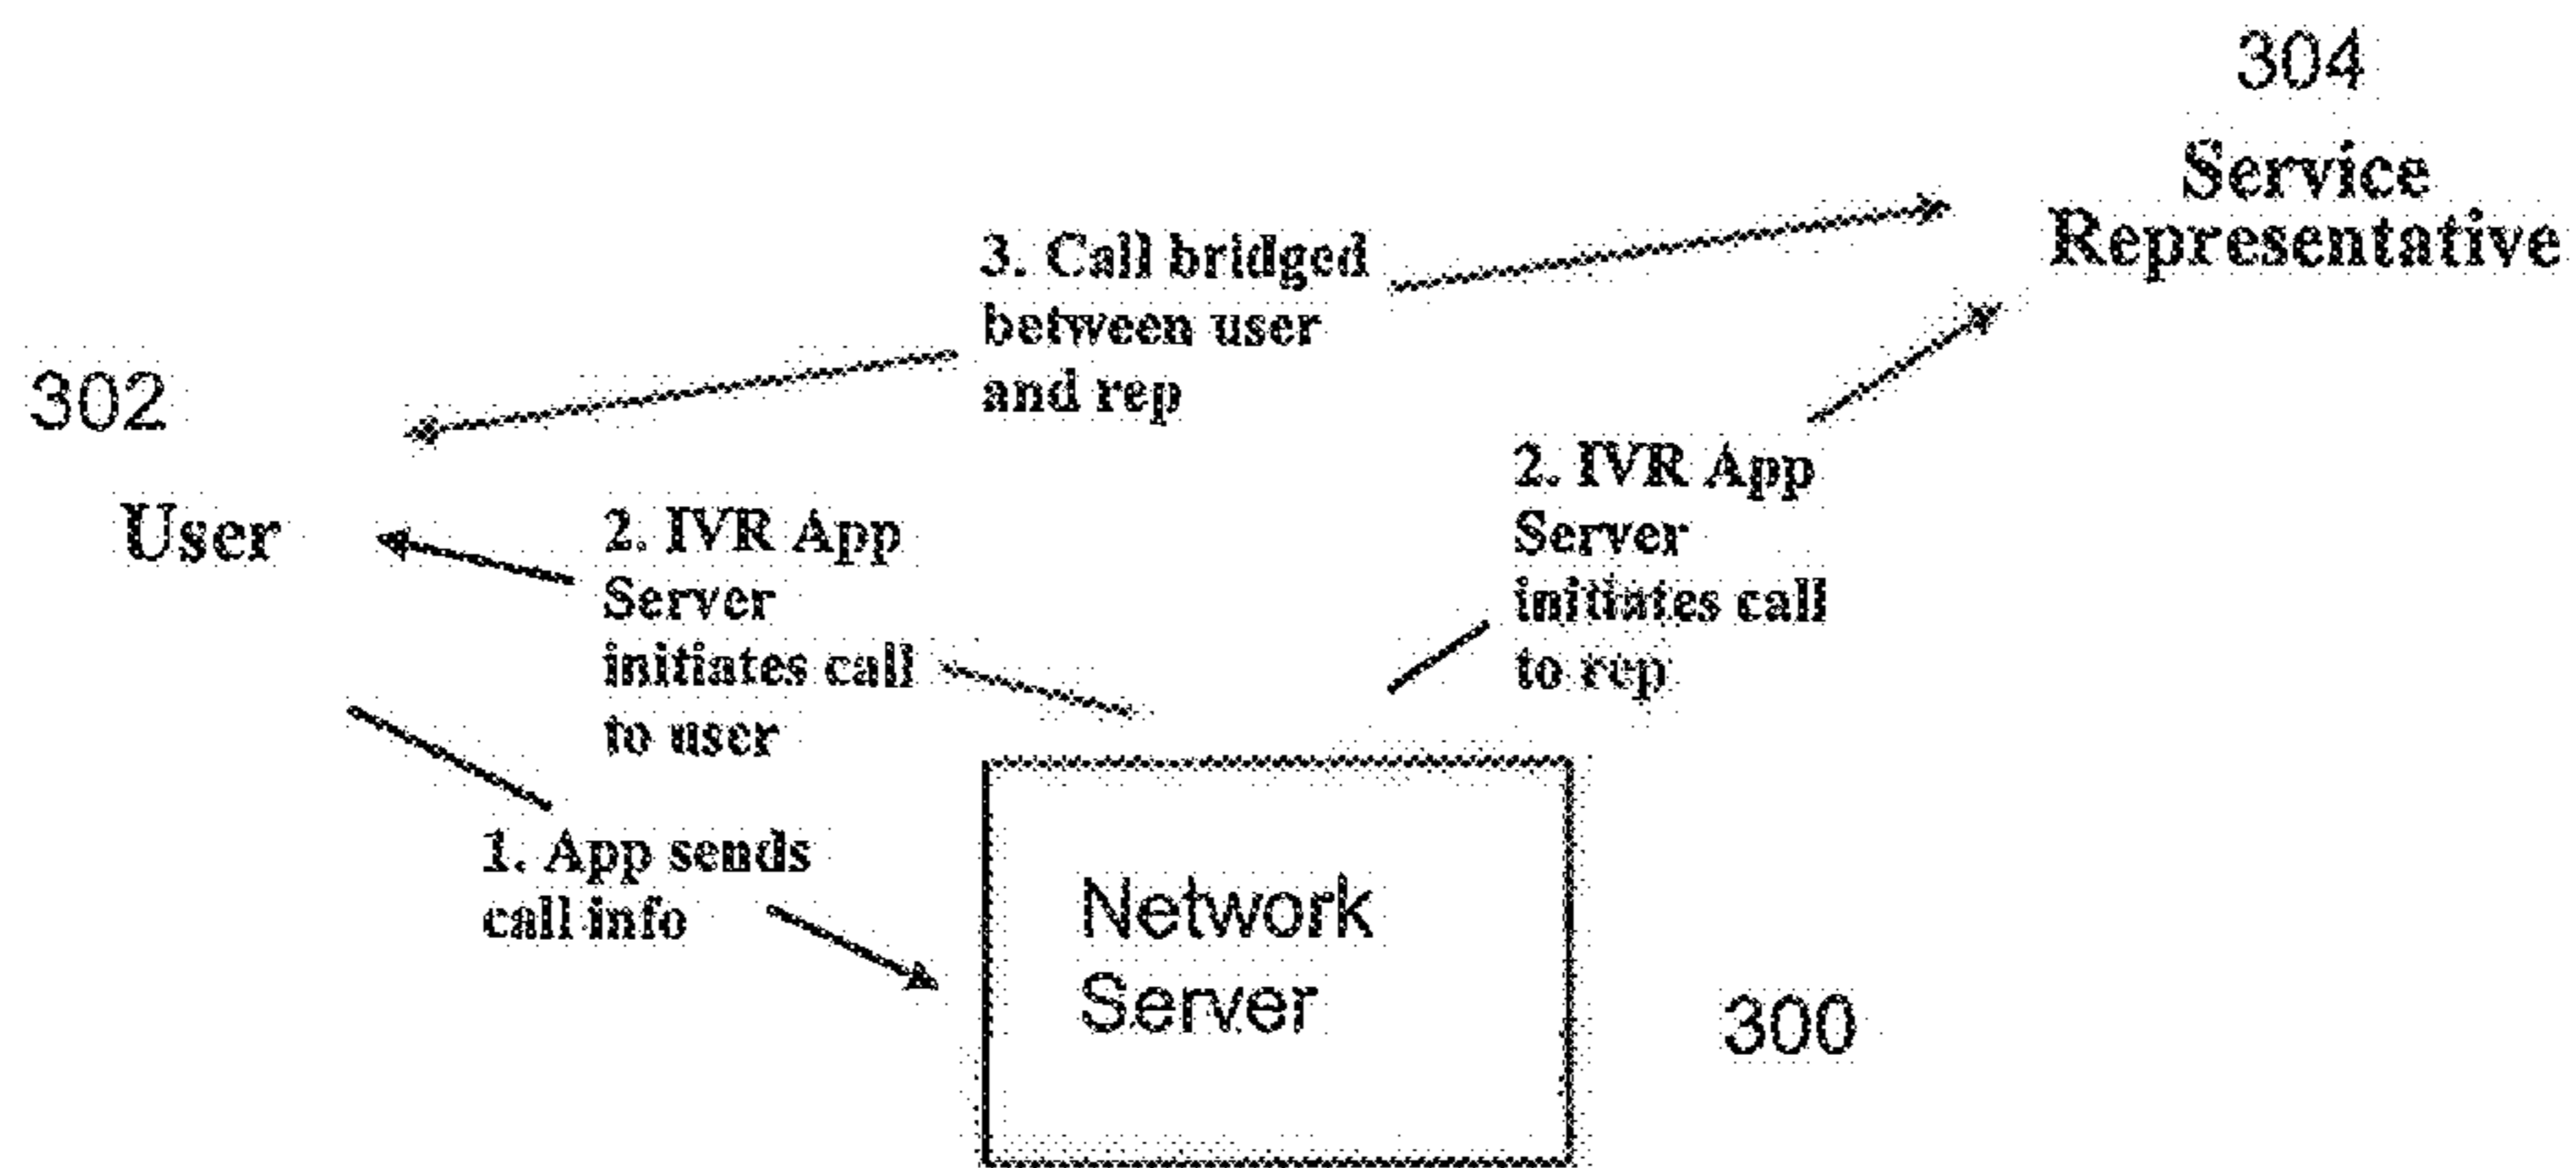 304
Service
Representative
3. Call bridged
between user
and rep
302
User
2. IVR App
Server
initiates call
to user
2. IVR App
Server
initiates call
to rep
1. App sends
call info
Network
Server
300